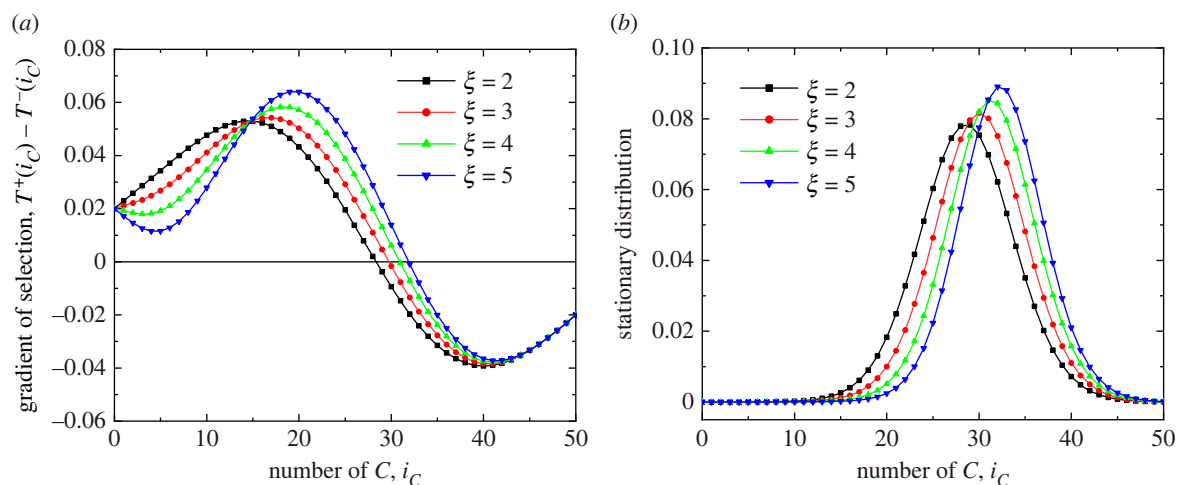 (a)
gradient of selection, T⁺(i_C) − T⁻(i_C)
0.08
0.06
0.04
0.02
0
−0.02
−0.04
−0.06
0 10 20 30 40 50
number of C, i_C
ξ = 2
ξ = 3
ξ = 4
ξ = 5
(b)
stationary distribution
0.10
0.08
0.06
0.04
0.02
0
0 10 20 30 40 50
number of C, i_C
ξ = 2
ξ = 3
ξ = 4
ξ = 5